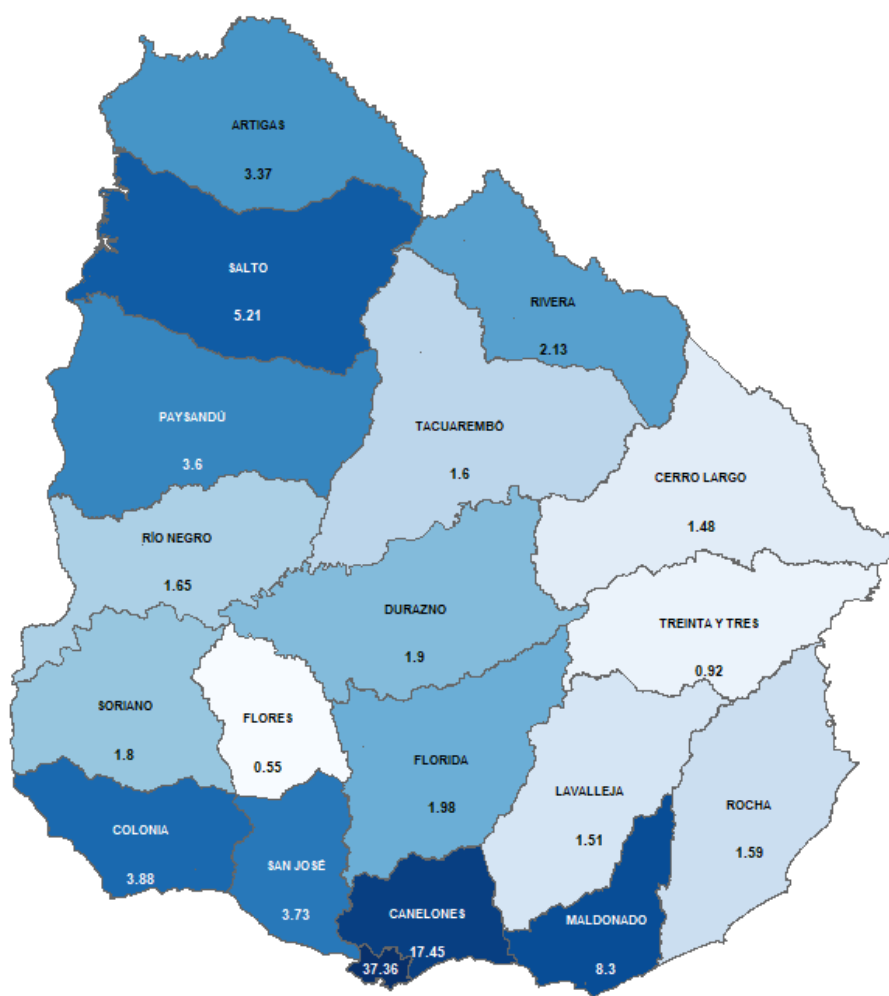 ARTIGAS
3.37
SALTO
5.21
RIVERA
2.13
PAYSANDÚ
3.6
TACUAREMBÓ
1.6
CERRO LARGO
1.48
RÍO NEGRO
1.65
DURAZNO
1.9
TREINTA Y TRES
0.92
SORIANO
1.8
FLORES
0.55
FLORIDA
1.98
LAVALLEJA
1.51
ROCHA
1.59
COLONIA
3.88
SAN JOSÉ
3.73
CANELONES
17.45
MALDONADO
8.3
37.36